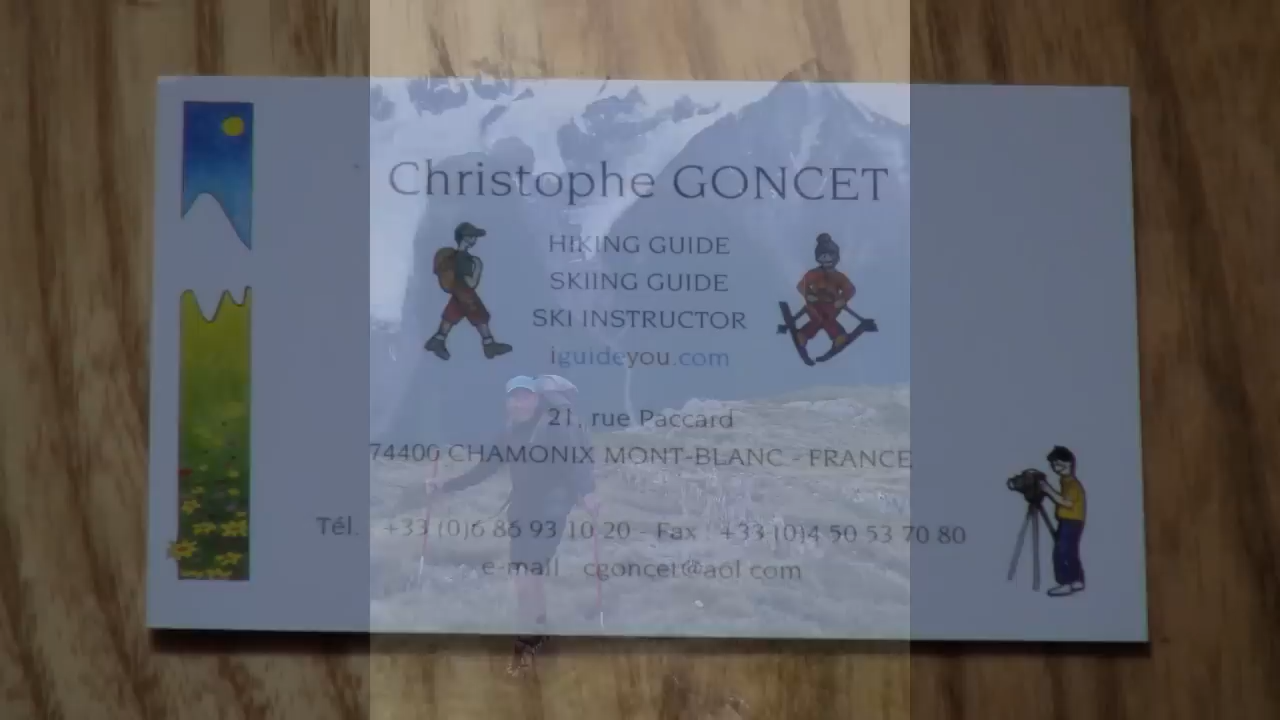 Christophe GONCET
HIKING GUIDE
SKIING GUIDE
SKI INSTRUCTOR
iguideyou.com
21, rue Paccard
74400 CHAMONIX MONT-BLANC - FRANCE
Tél. +33 (0)6 86 93 10 20 - Fax : +33 (0)4 50 53 70 80
e-mail : cgoncet@aol.com